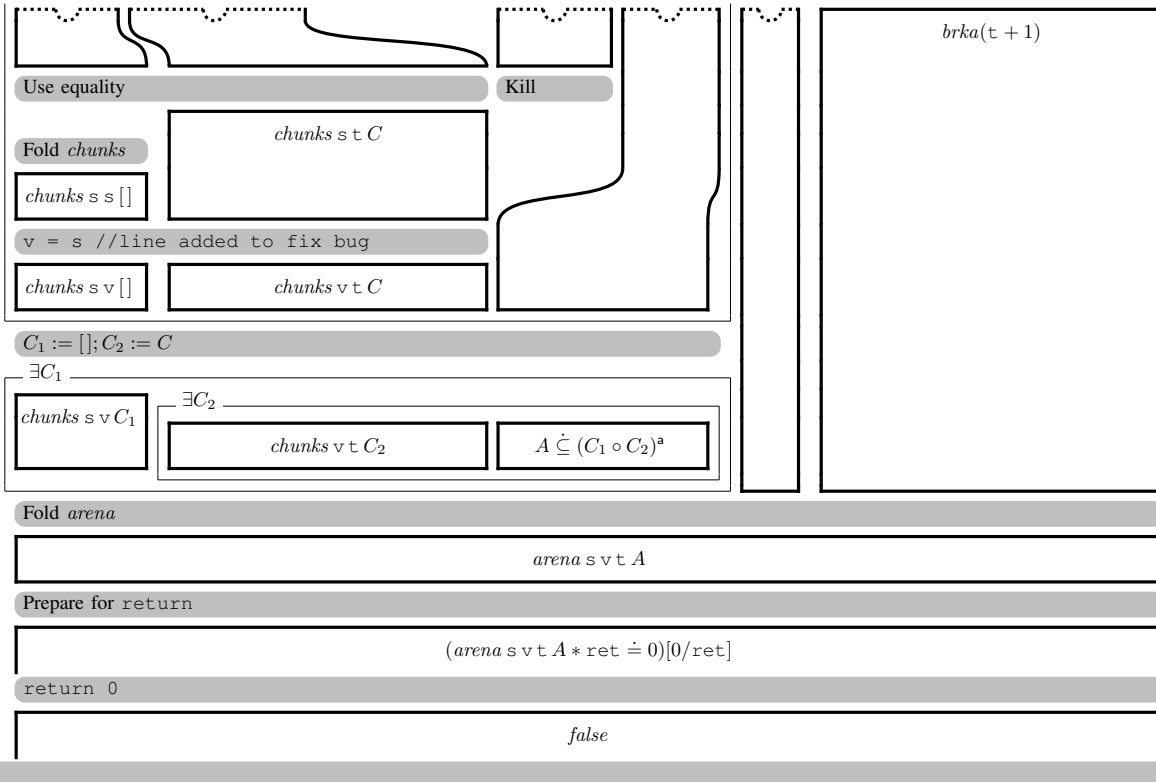 brka(t + 1)
Use equality
Kill
chunks s t C
Fold chunks
chunks s s [ ]
v = s //line added to fix bug
chunks s v [ ]
chunks v t C
C₁ := [ ]; C₂ := C
∃C₁
∃C₂
chunks s v C₁
chunks v t C₂
A ⊆̇ (C₁ ∘ C₂)ᵃ
Fold arena
arena s v t A
Prepare for return
(arena s v t A ∗ ret ≐ 0)[0/ret]
return 0
false